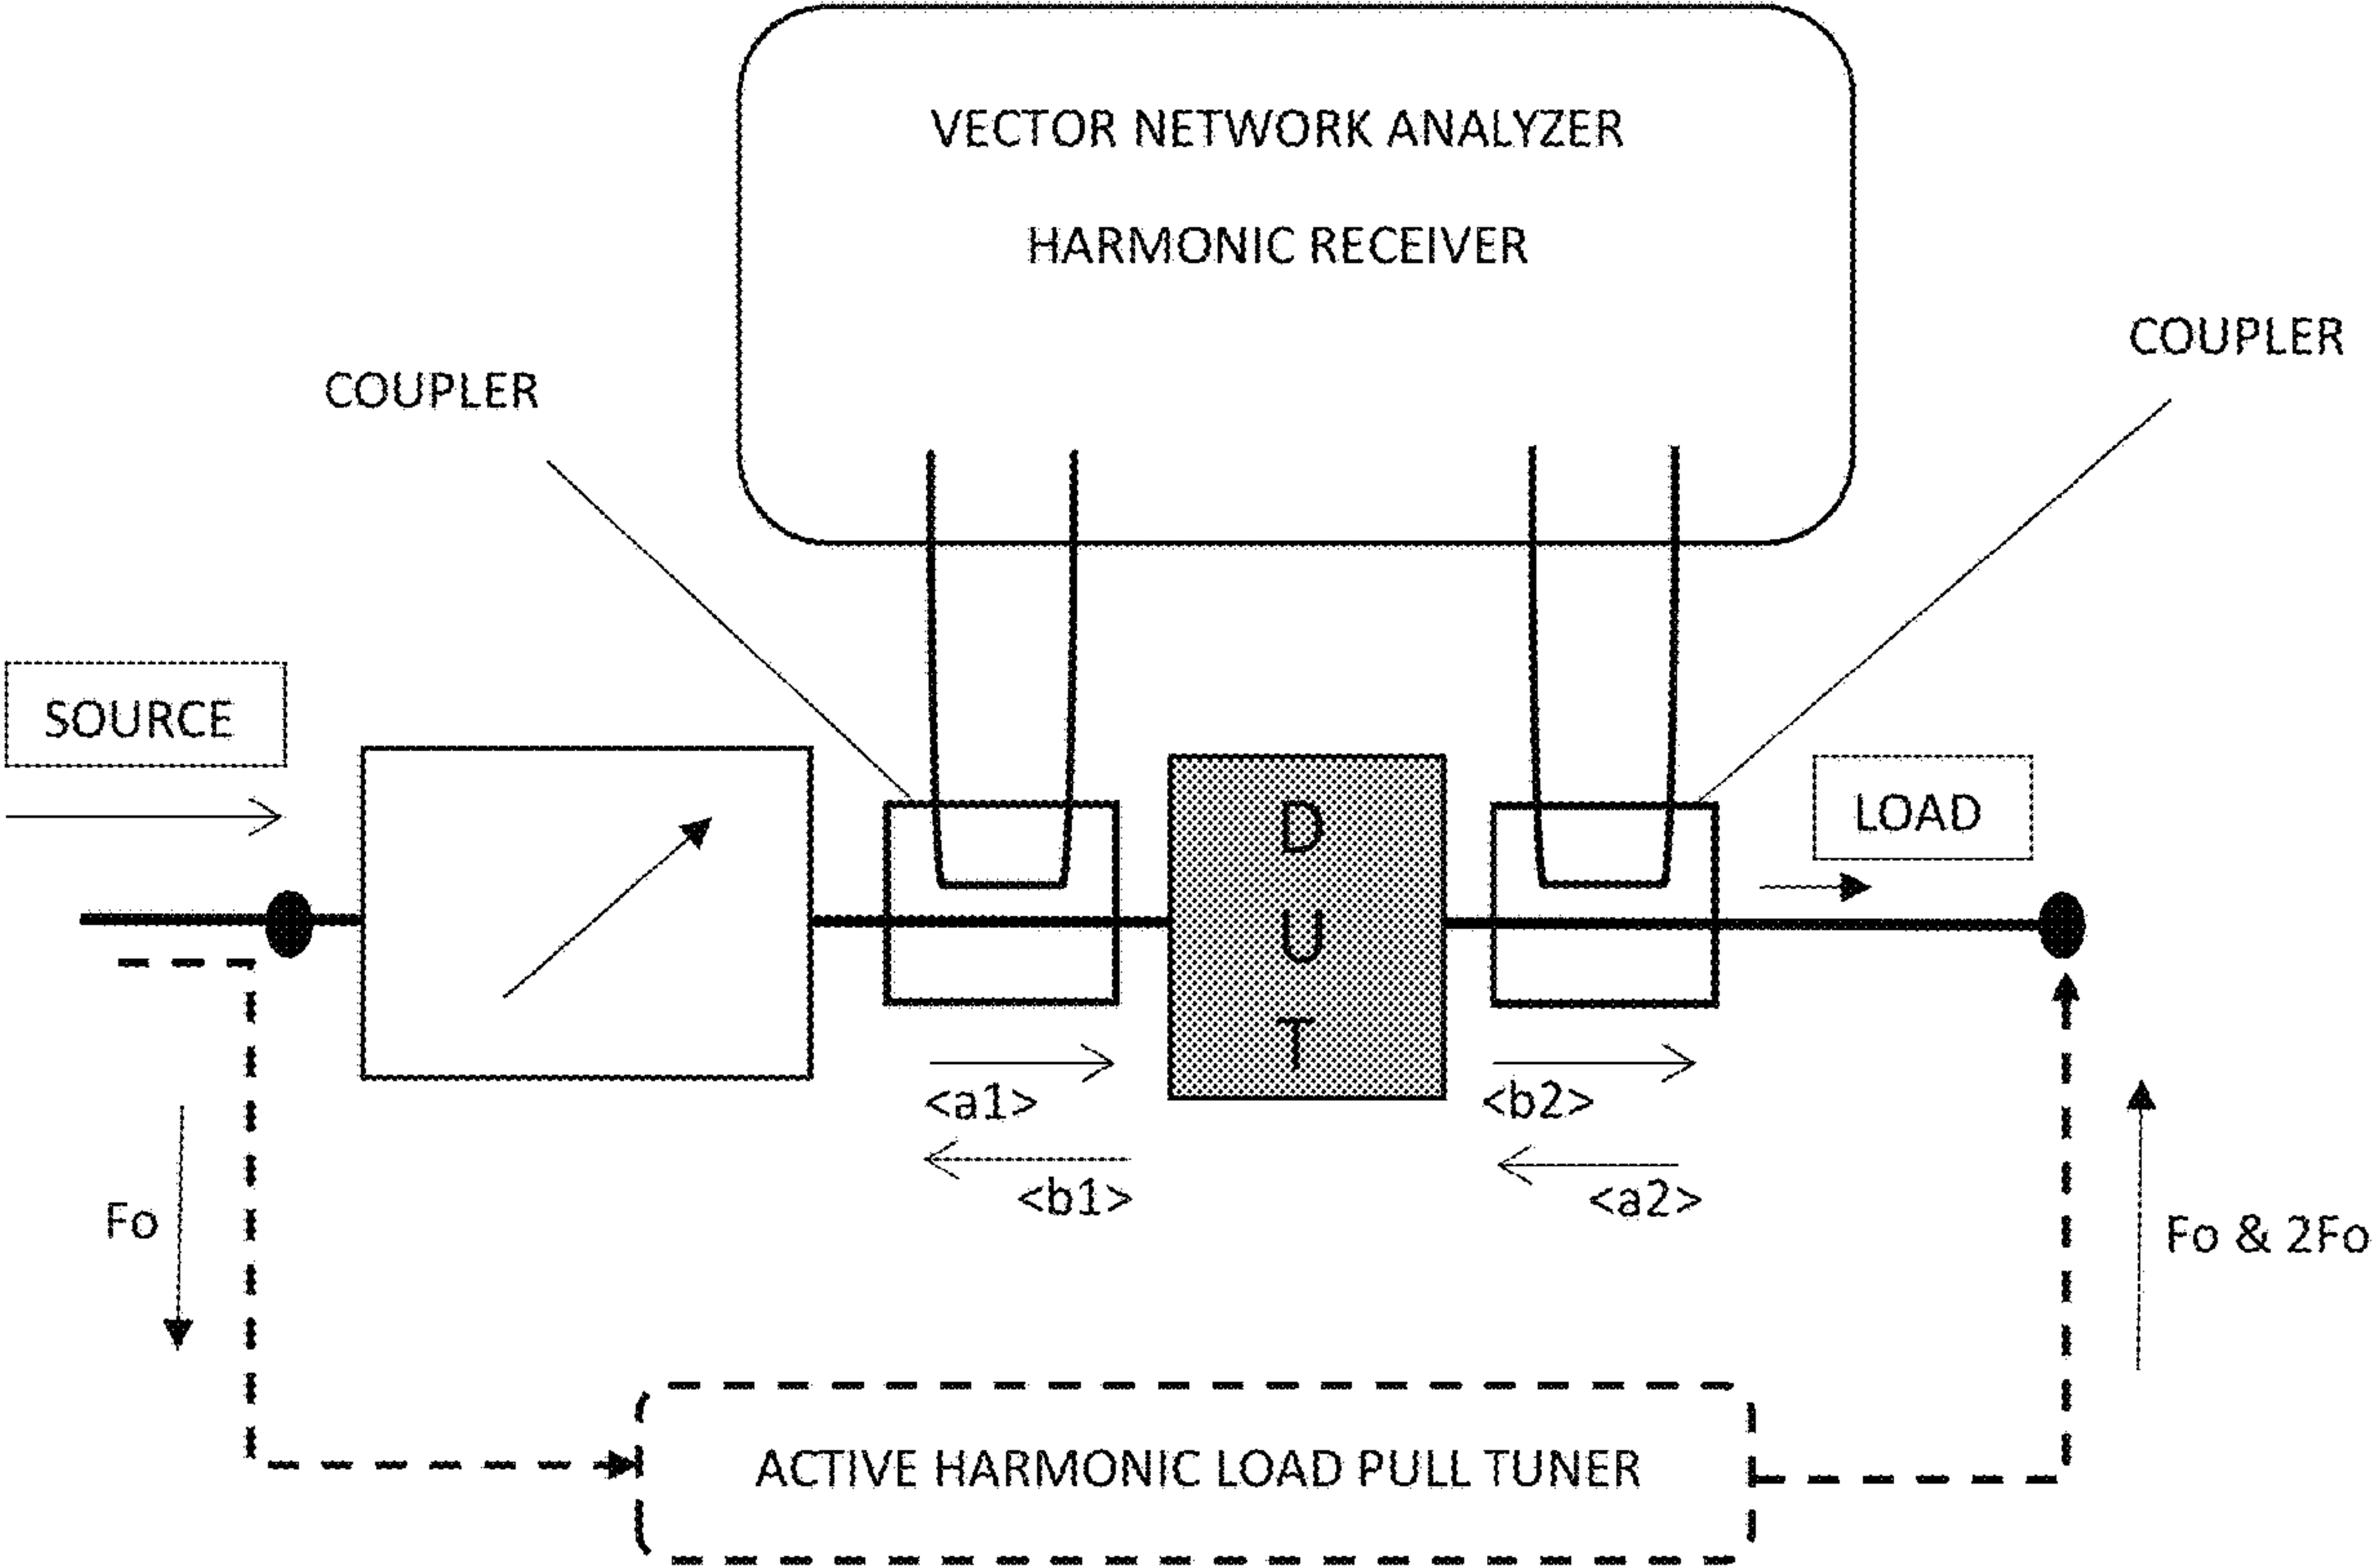 VECTOR NETWORK ANALYZER
HARMONIC RECEIVER
COUPLER
COUPLER
SOURCE
LOAD
D
U
T
<a1>
<b2>
<b1>
<a2>
Fo
Fo & 2Fo
ACTIVE HARMONIC LOAD PULL TUNER